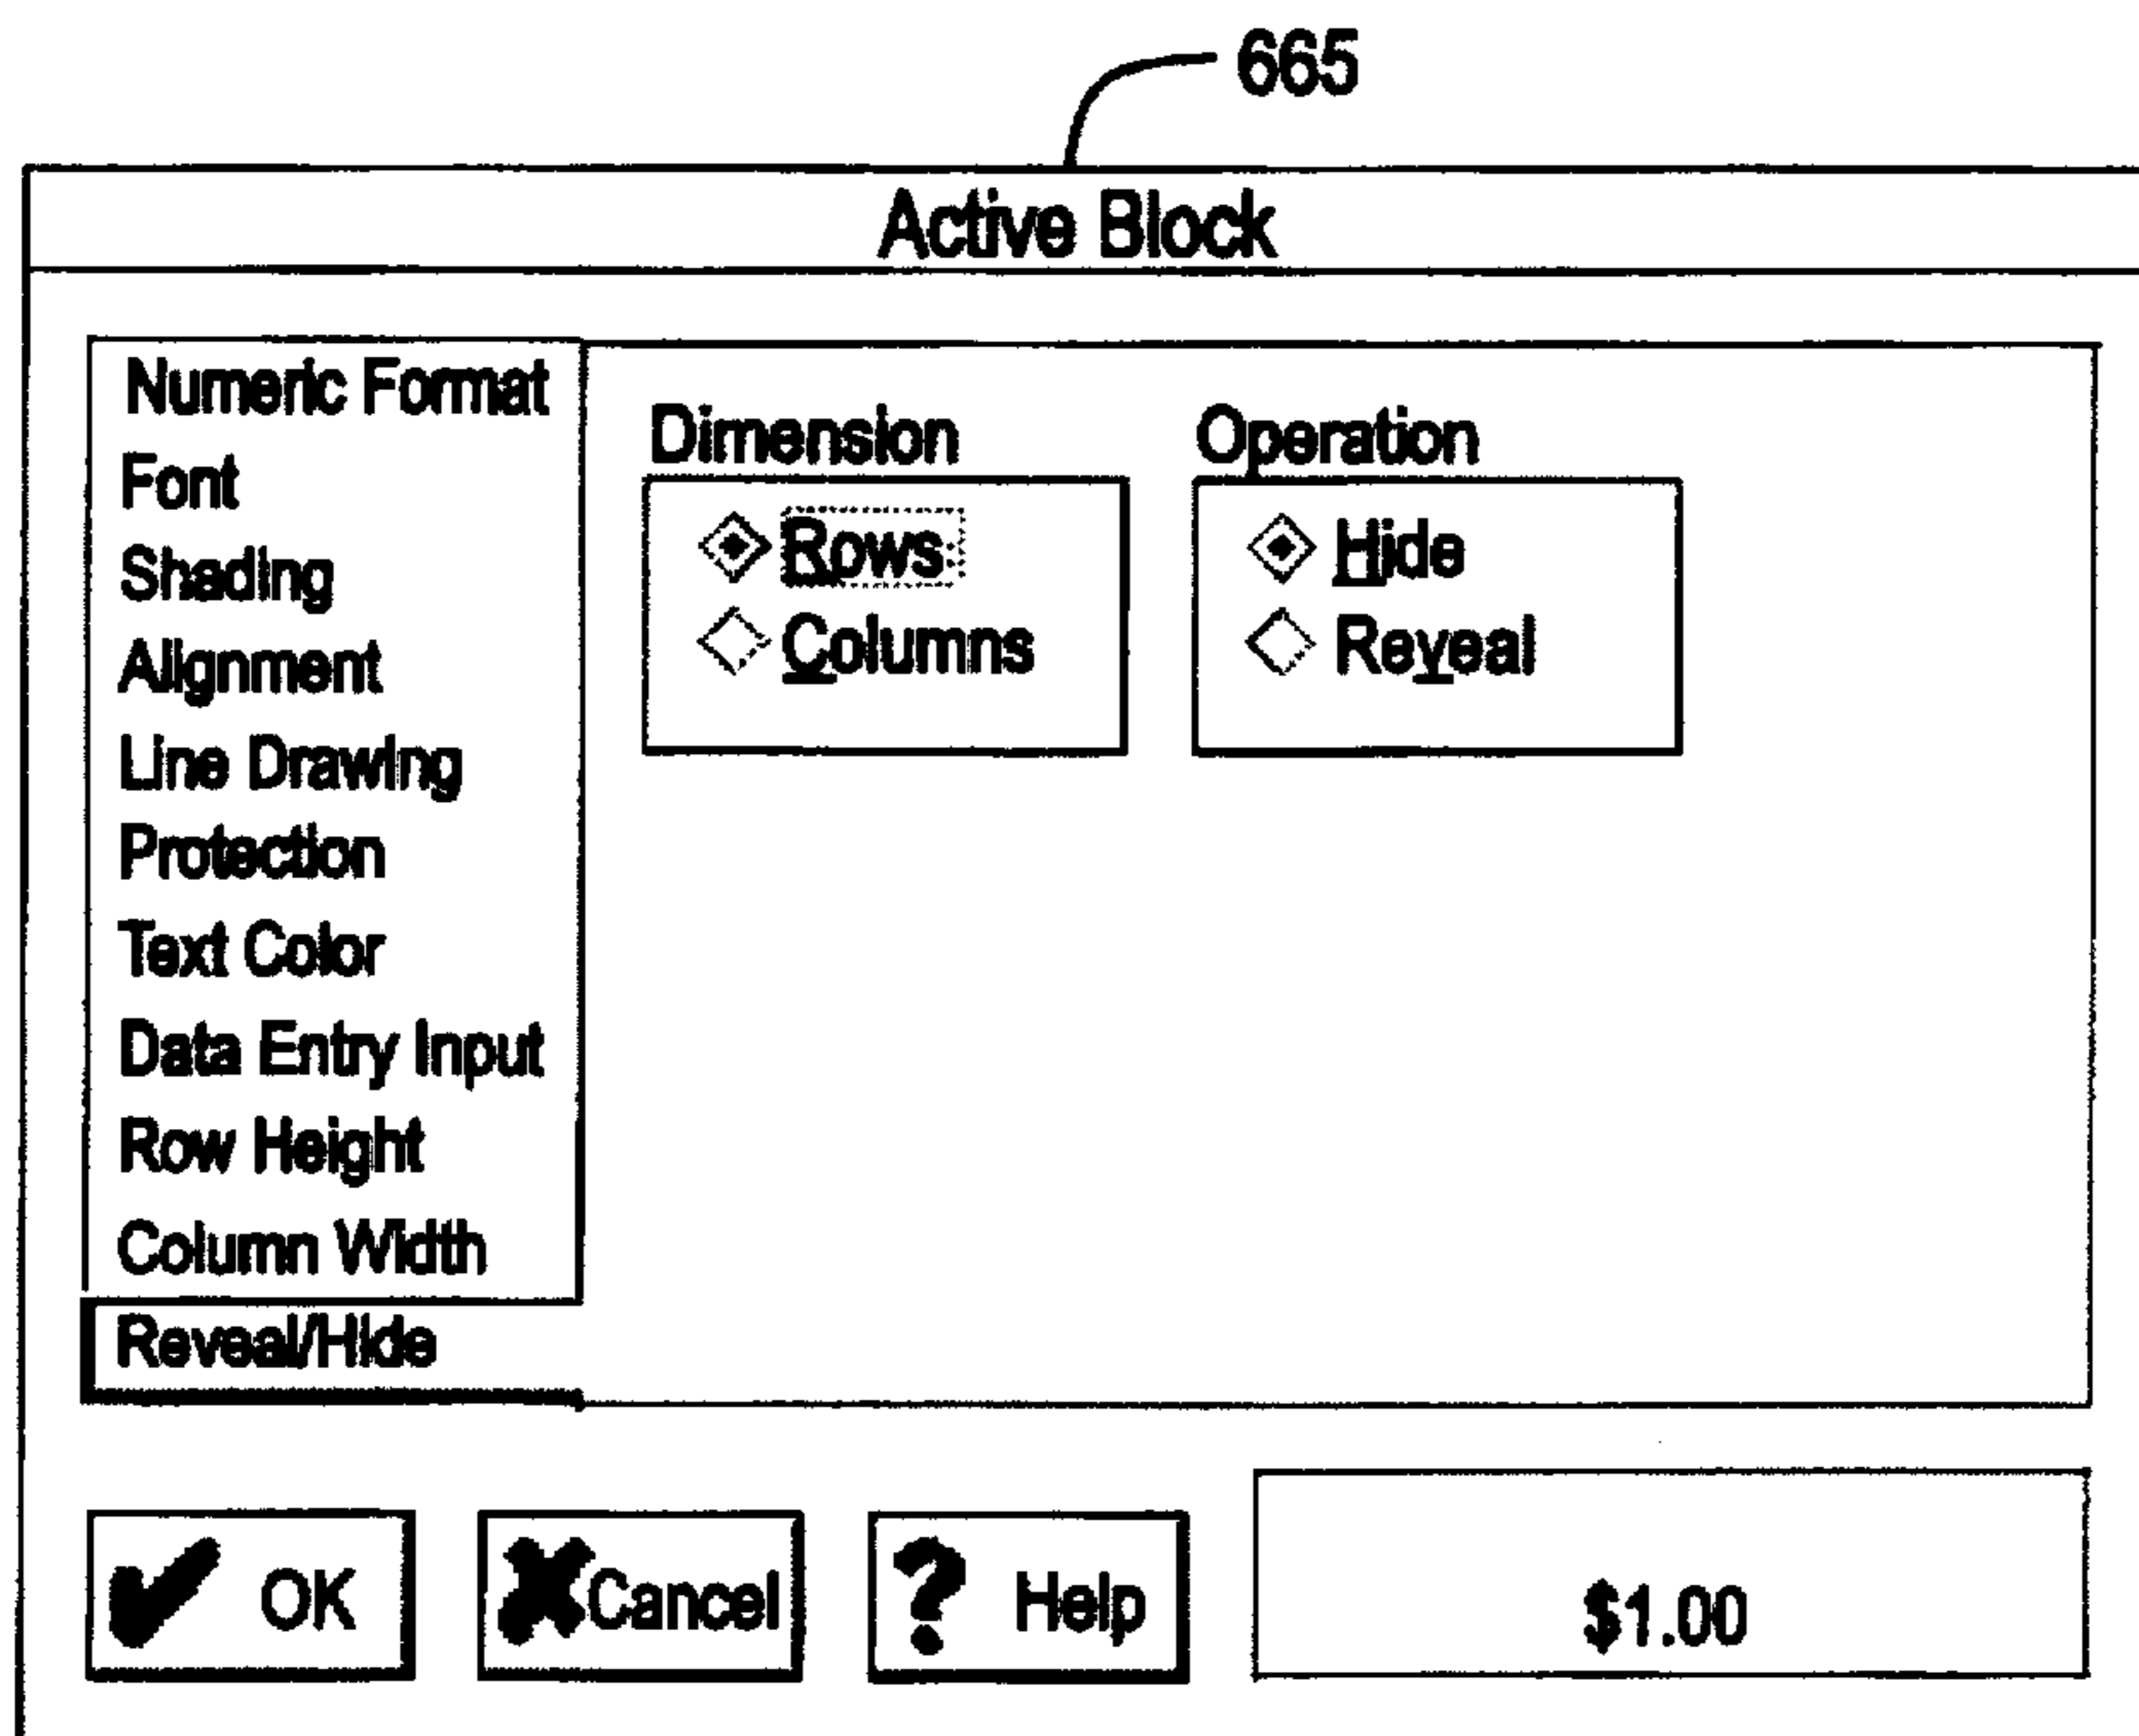 665
Active Block
Numeric Format
Font
Shading
Alignment
Line Drawing
Protection
Text Color
Data Entry Input
Row Height
Column Width
Reveal/Hide
Dimension
Rows
Columns
Operation
Hide
Reveal
OK
Cancel
? Help
$1.00